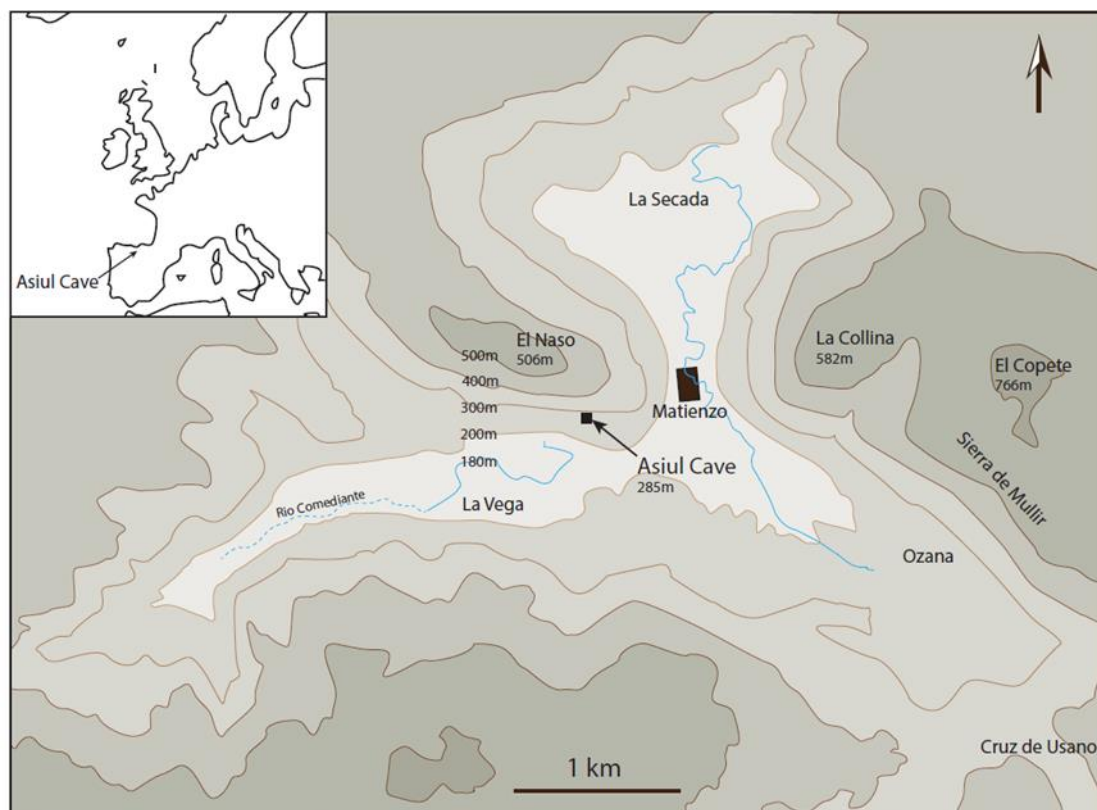 Asiul Cave
La Secada
El Naso
506m
500m
400m
300m
200m
180m
La Collina
582m
El Copete
766m
Matienzo
Asiul Cave
285m
Sierra de Mullir
Rio Comediante
La Vega
Ozana
Cruz de Usano
1 km